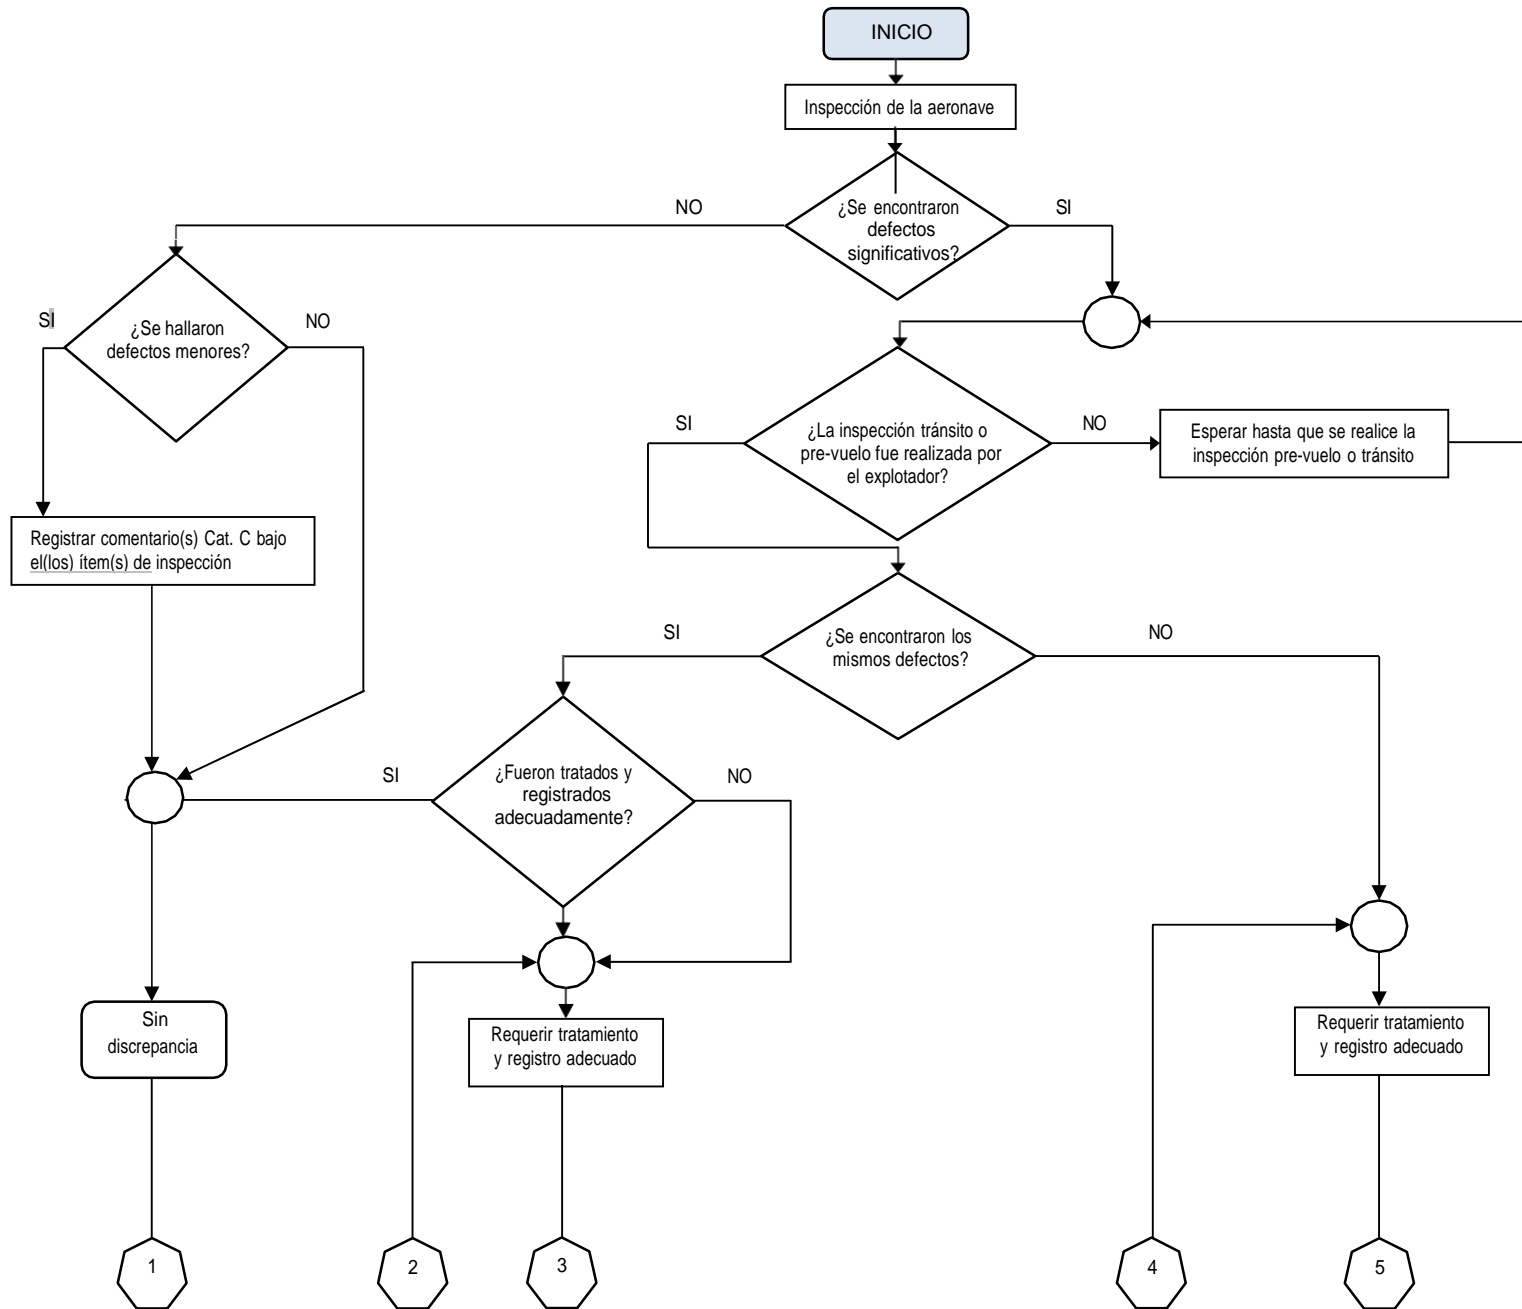 INICIO
Inspección de la aeronave
¿Se encontraron
defectos
significativos?
NO
SI
¿Se hallaron
defectos menores?
SI
NO
¿La inspección tránsito o
pre-vuelo fue realizada por
el explotador?
SI
NO
Esperar hasta que se realice la
inspección pre-vuelo o tránsito
Registrar comentario(s) Cat. C bajo
el(los) ítem(s) de inspección
¿Se encontraron los
mismos defectos?
SI
NO
¿Fueron tratados y
registrados
adecuadamente?
SI
NO
Sin
discrepancia
Requerir tratamiento
y registro adecuado
Requerir tratamiento
y registro adecuado
1
2
3
4
5